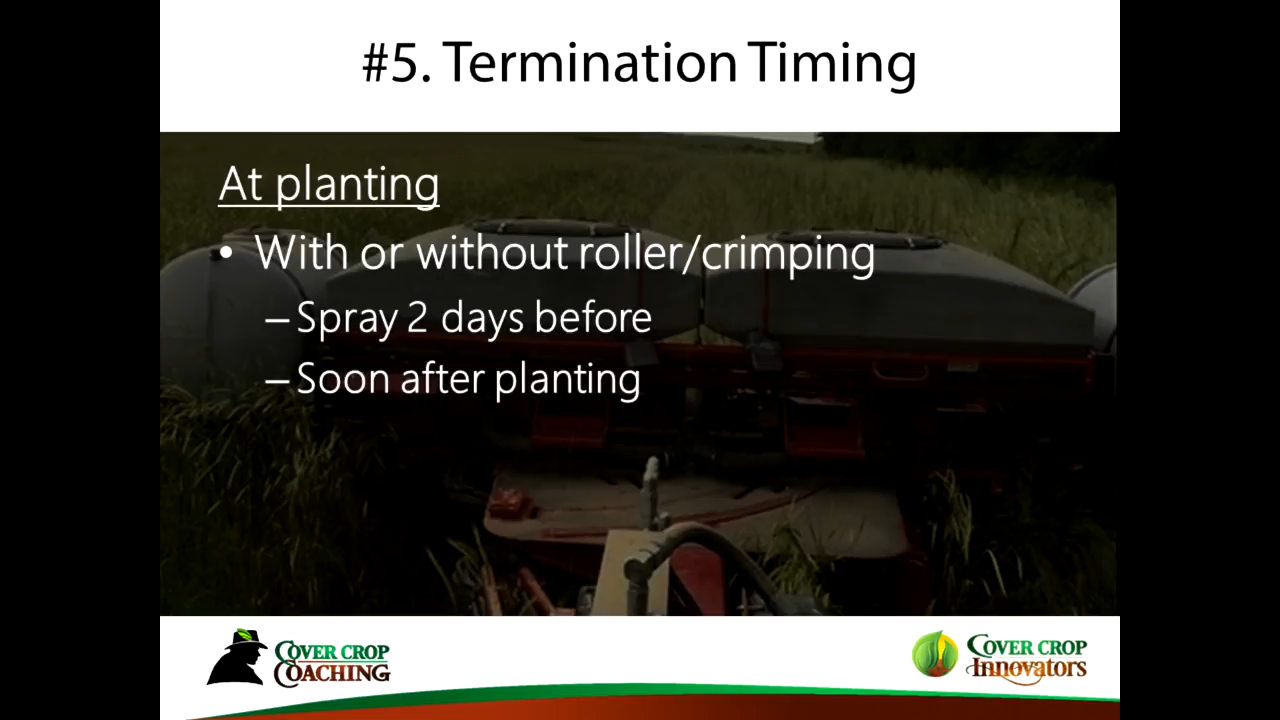 #5. Termination Timing
At planting
• With or without roller/crimping
– Spray 2 days before
– Soon after planting
COVER CROP
COACHING
COVER CROP
INNOVATORS